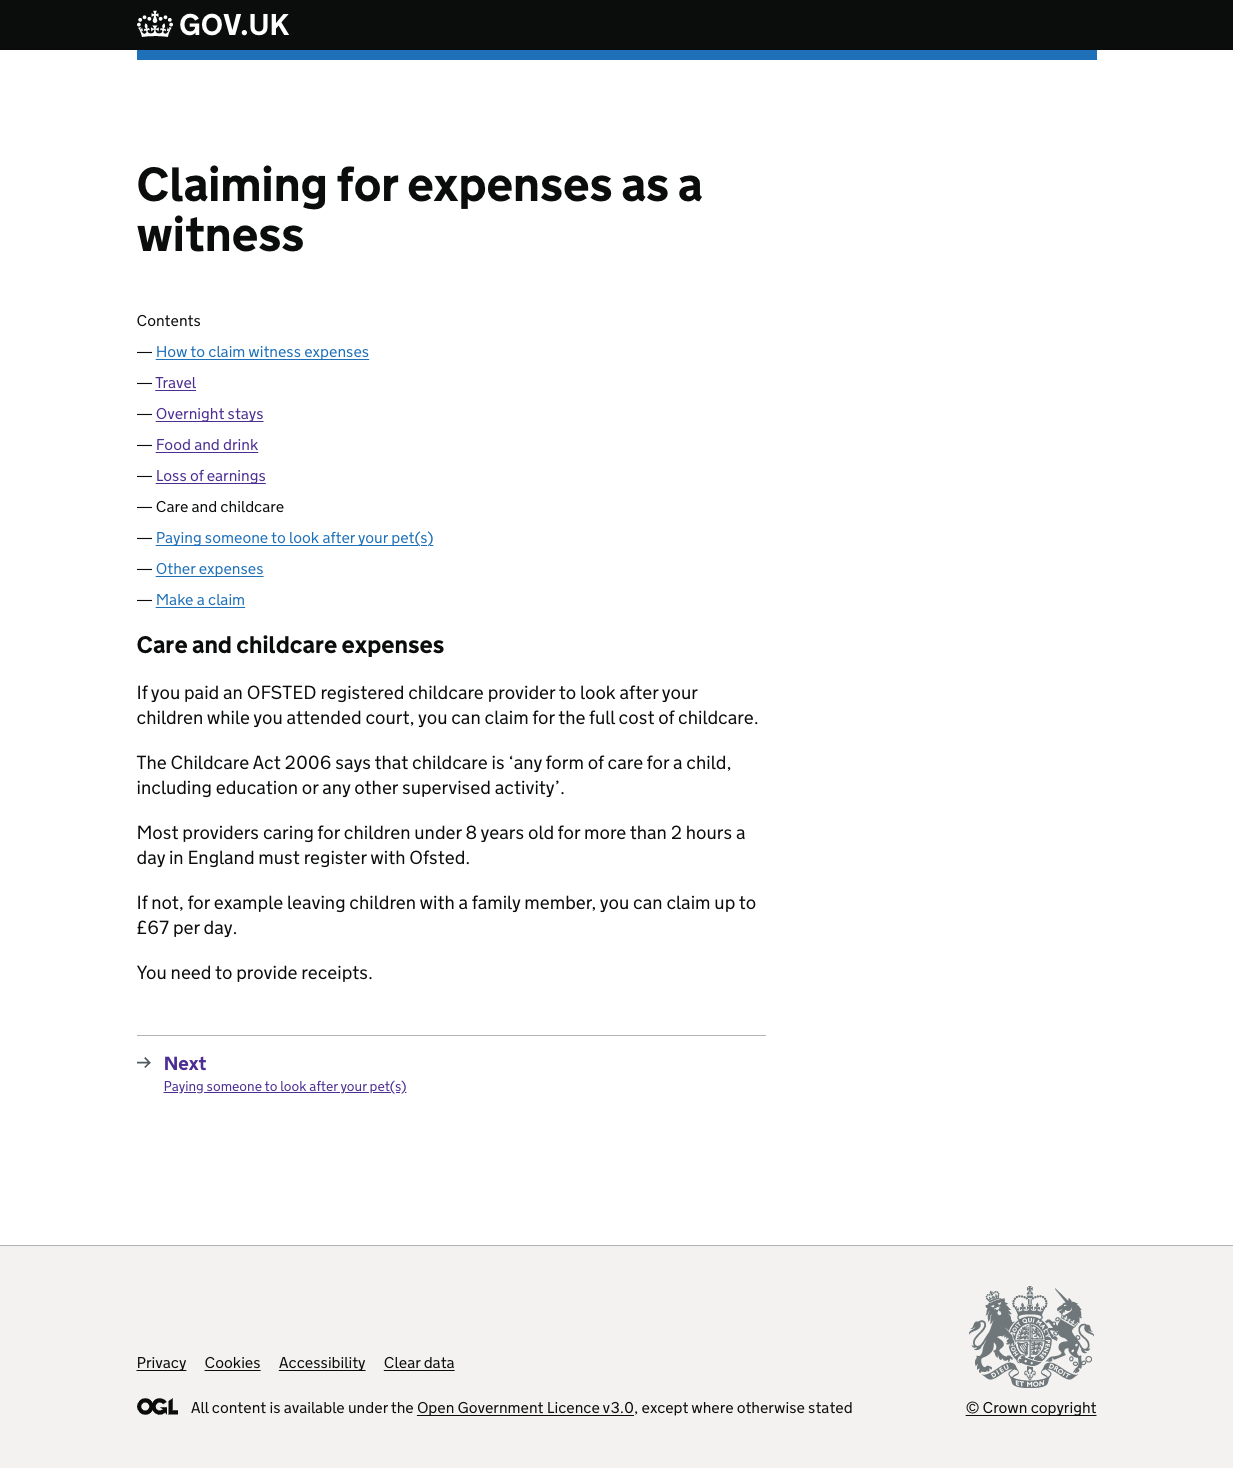 GOV.UK
Claiming for expenses as a
witness
Contents
— How to claim witness expenses
— Travel
— Overnight stays
— Food and drink
— Loss of earnings
— Care and childcare
— Paying someone to look after your pet(s)
— Other expenses
— Make a claim
Care and childcare expenses
If you paid an OFSTED registered childcare provider to look after your
children while you attended court, you can claim for the full cost of childcare.
The Childcare Act 2006 says that childcare is ‘any form of care for a child,
including education or any other supervised activity’.
Most providers caring for children under 8 years old for more than 2 hours a
day in England must register with Ofsted.
If not, for example leaving children with a family member, you can claim up to
£67 per day.
You need to provide receipts.
→ Next
Paying someone to look after your pet(s)
Privacy Cookies Accessibility Clear data
OGL All content is available under the Open Government Licence v3.0, except where otherwise stated
DIEU ET MON DROIT
© Crown copyright